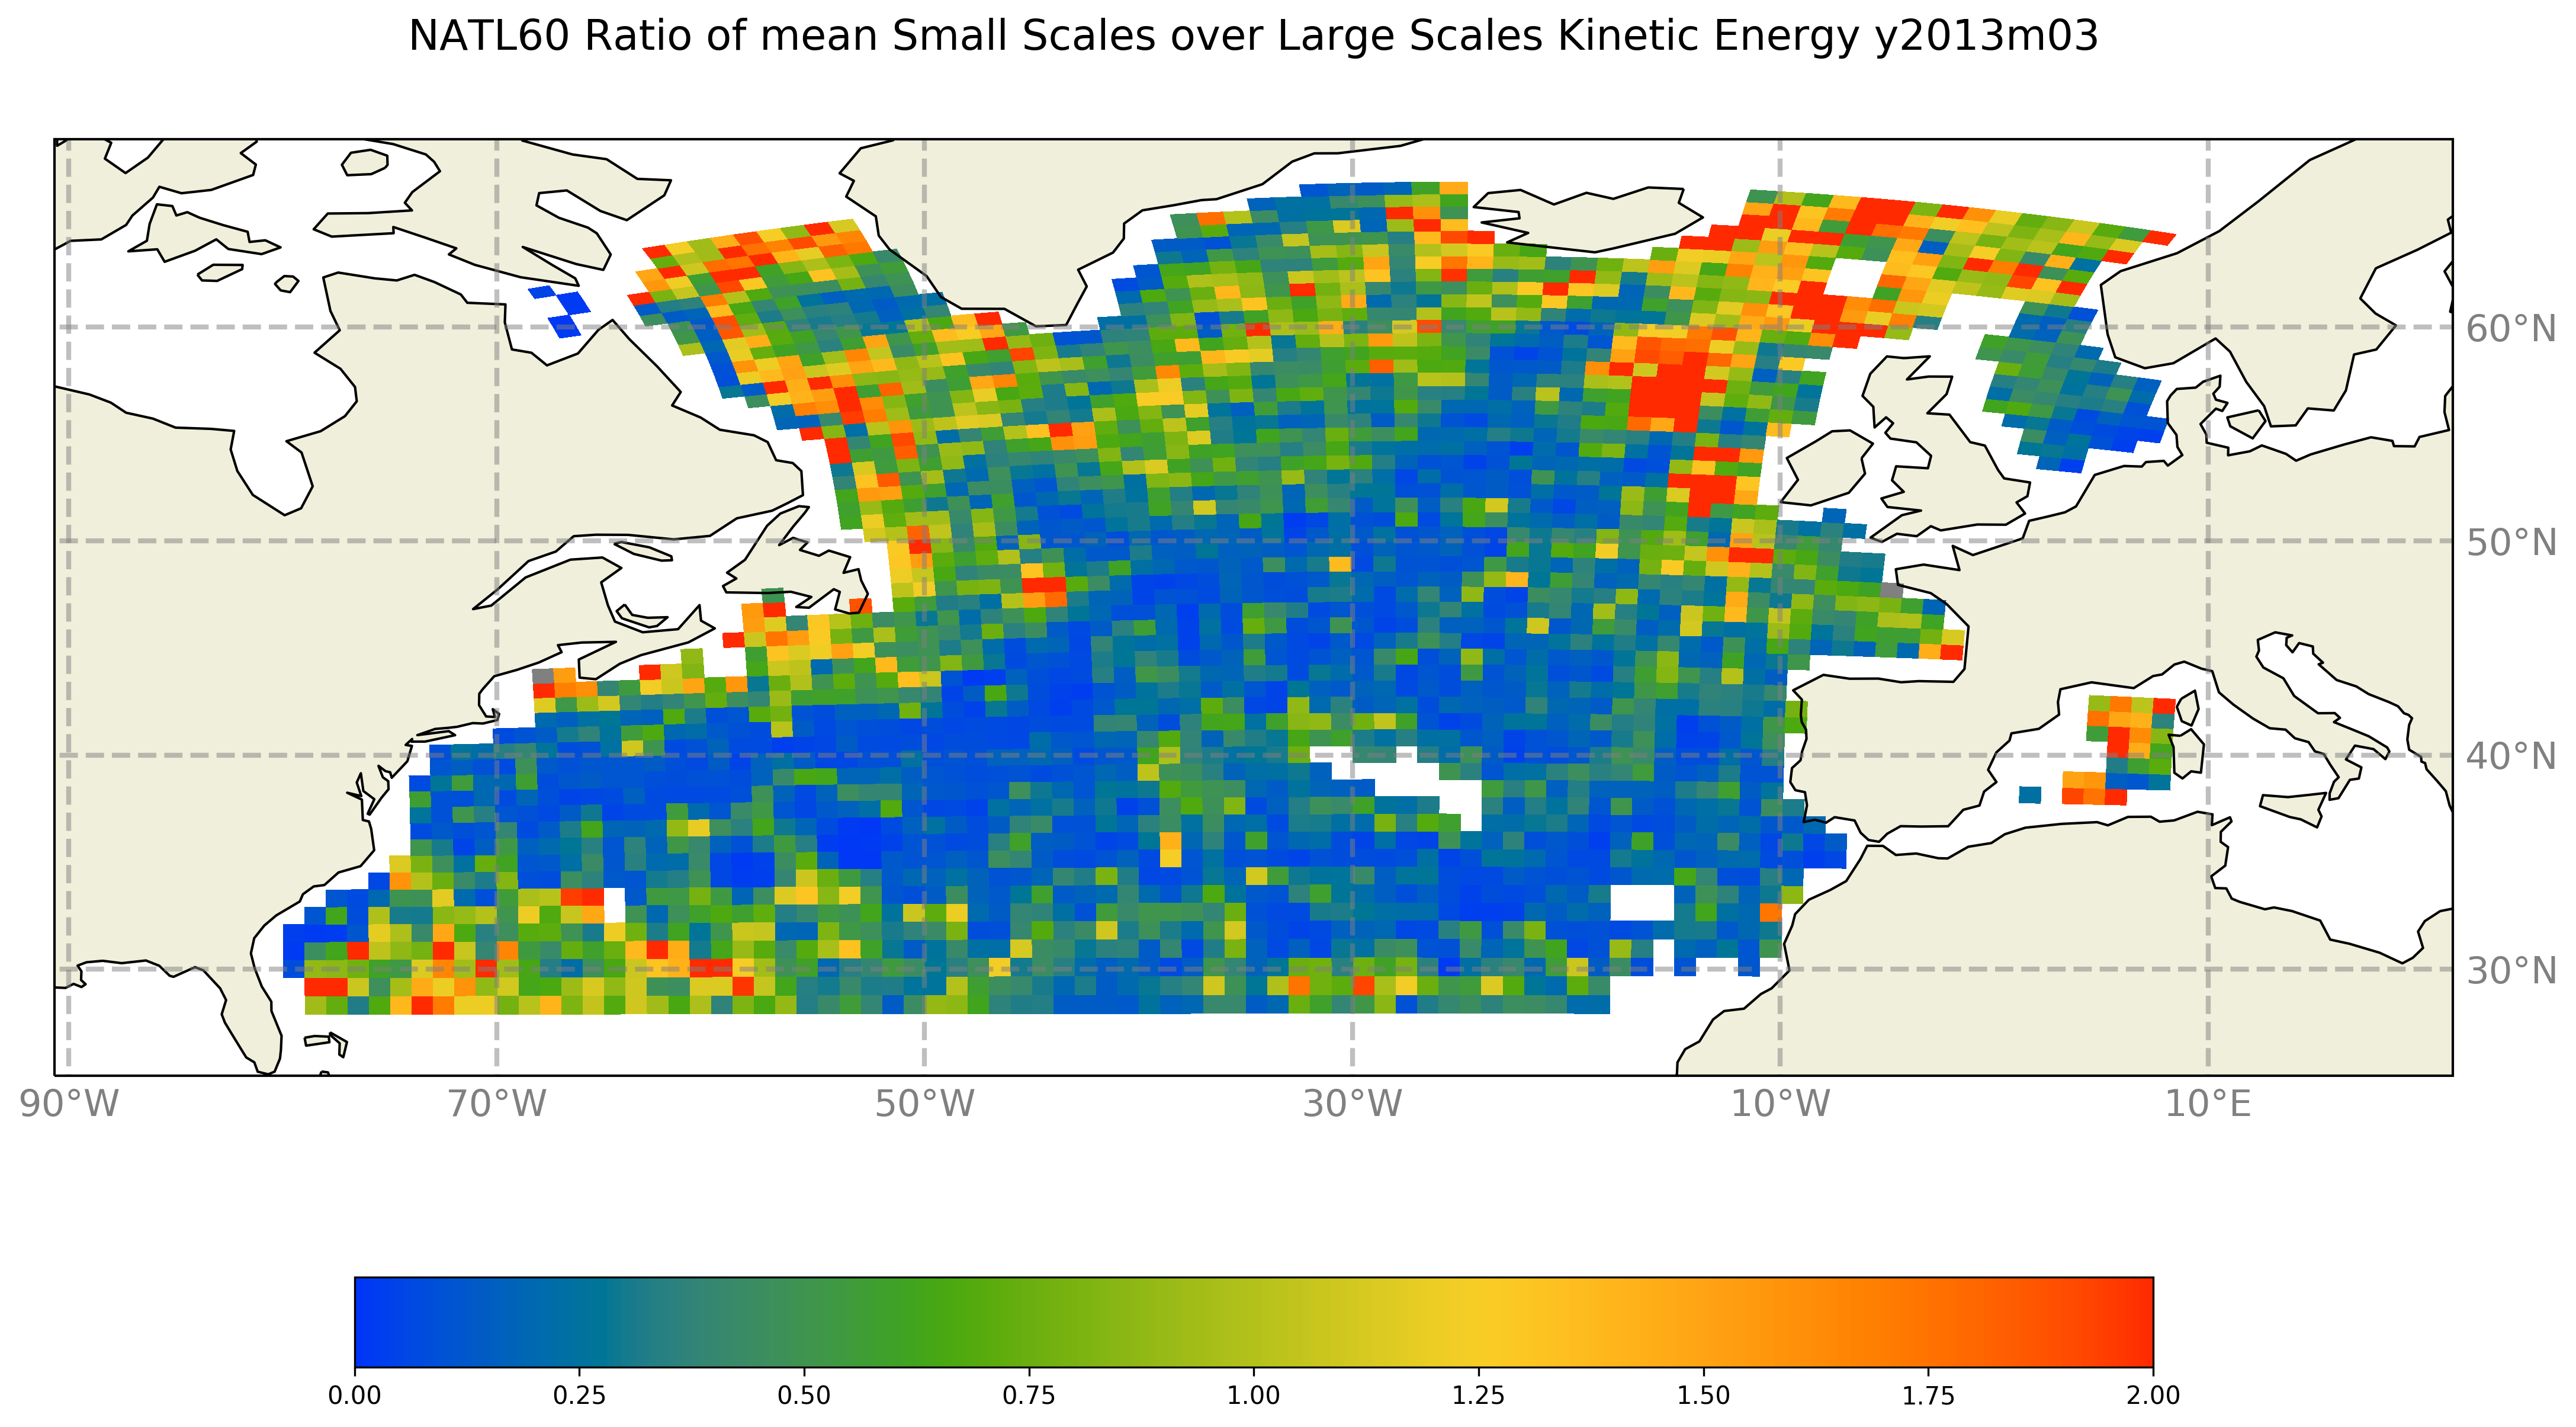 NATL60 Ratio of mean Small Scales over Large Scales Kinetic Energy y2013m03
60°N
50°N
40°N
30°N
90°W 70°W 50°W 30°W 10°W 10°E
0.00 0.25 0.50 0.75 1.00 1.25 1.50 1.75 2.00